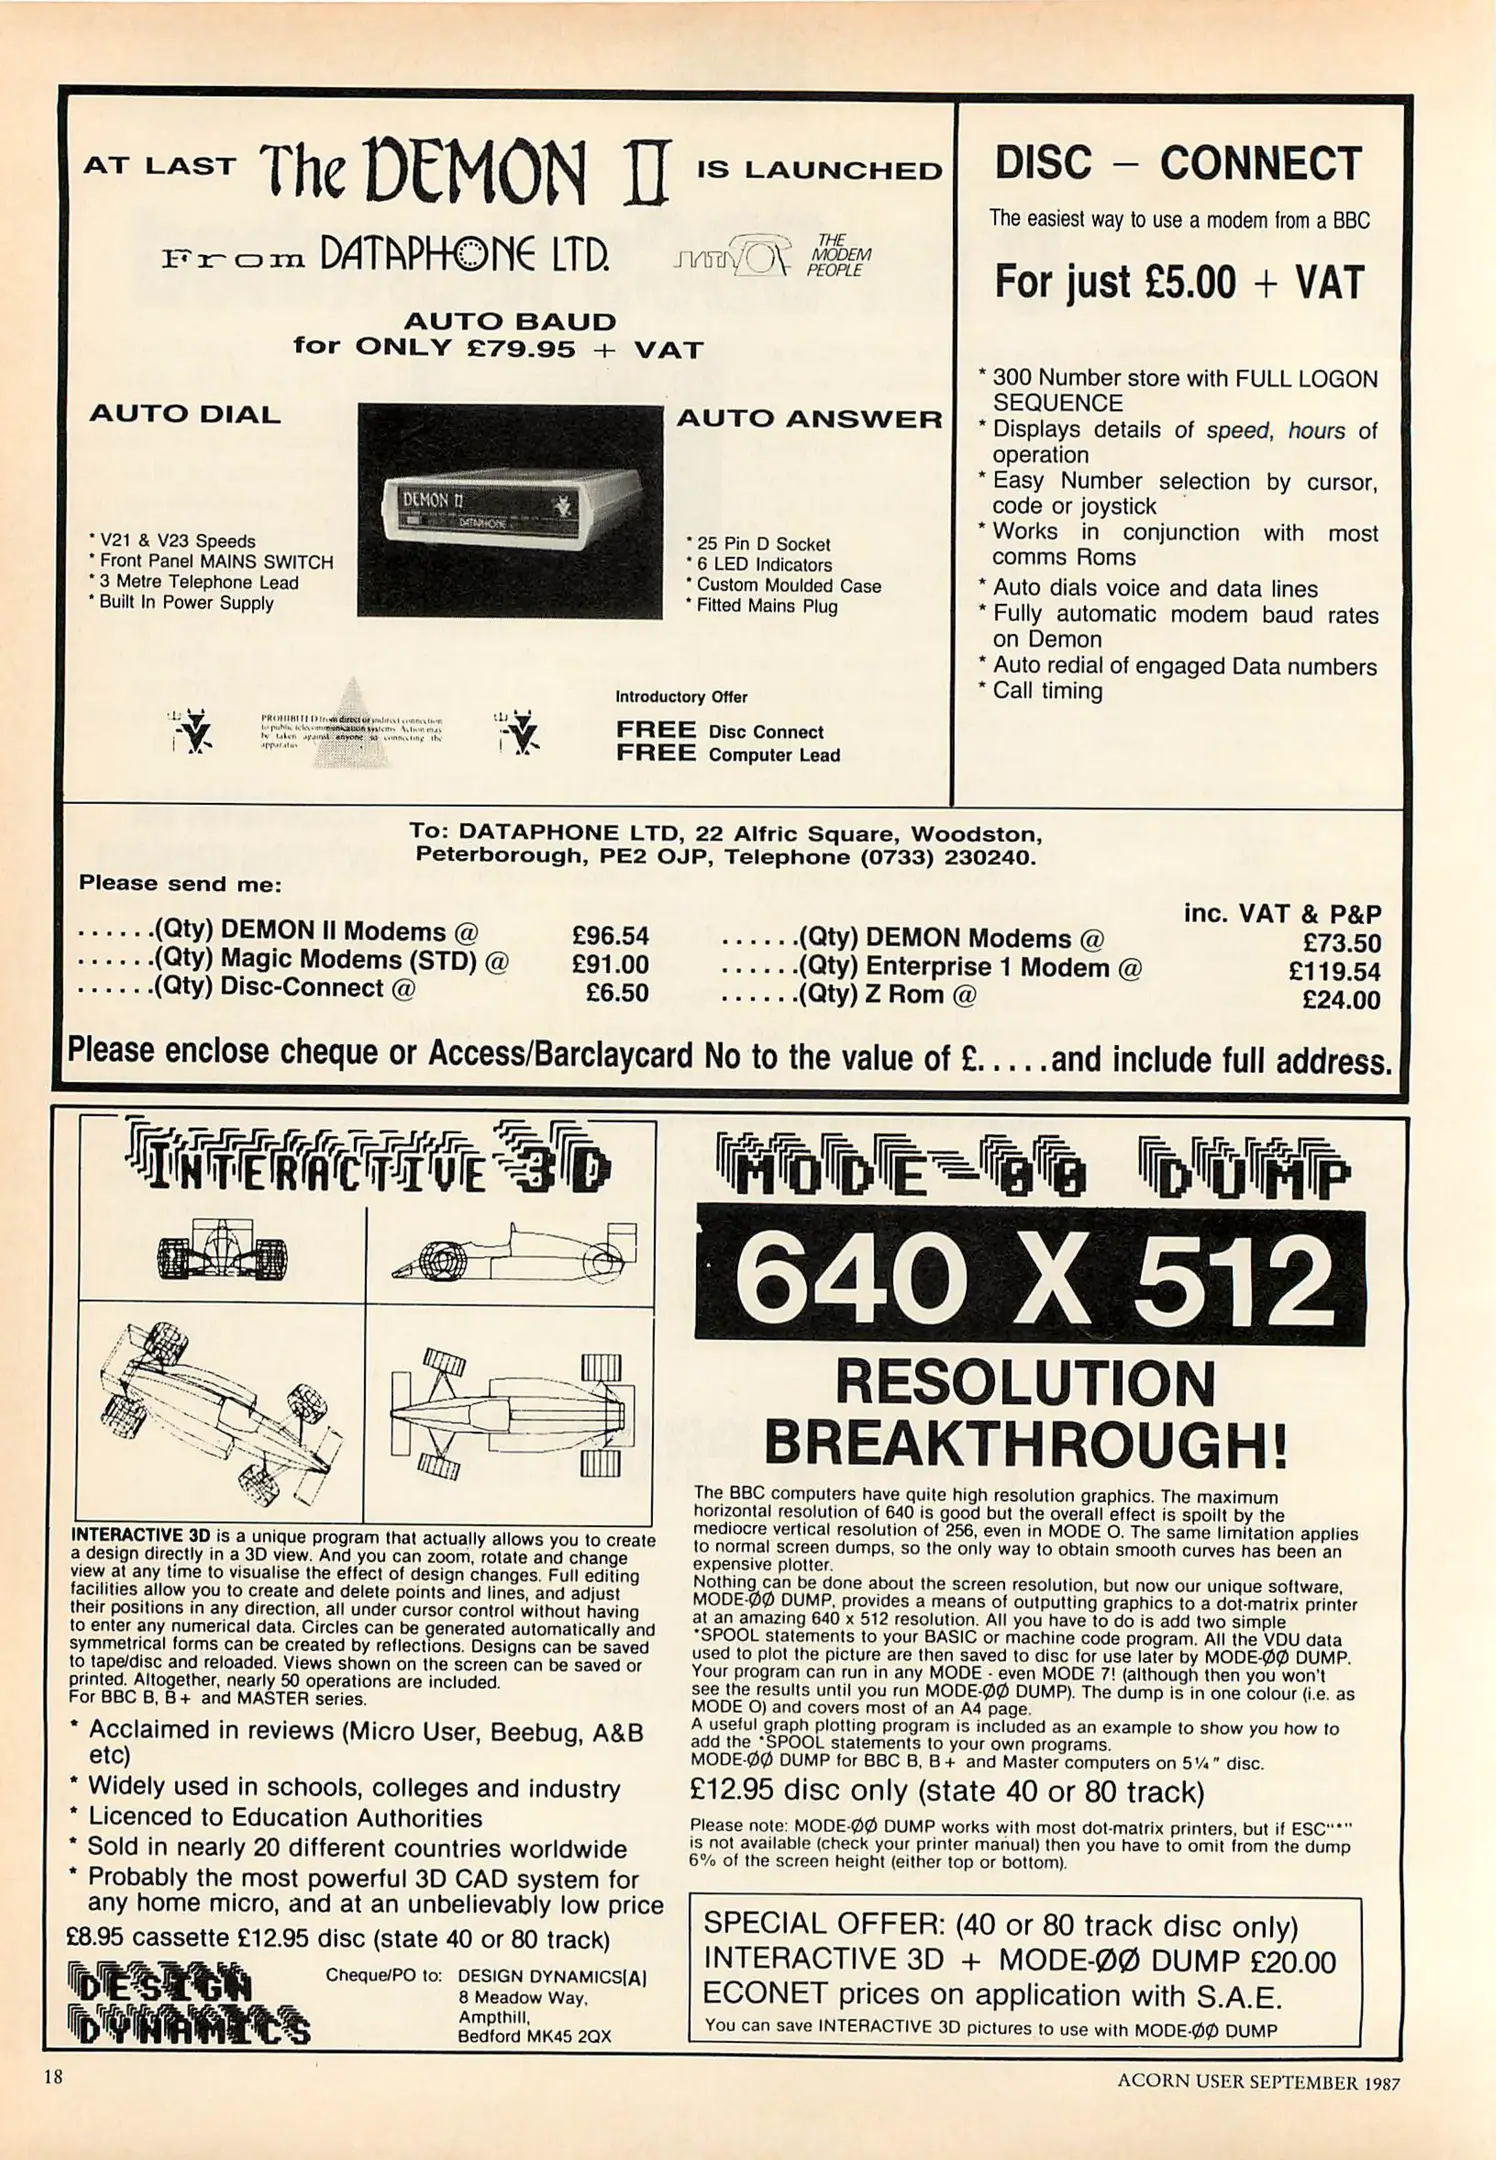 AT LAST The DEMON II IS LAUNCHED
From DATAPHONE LTD.
THE
MODEM
PEOPLE
AUTO BAUD
for ONLY £79.95 + VAT
AUTO DIAL
AUTO ANSWER
DEMON II
DATAPHONE
* V21 & V23 Speeds
* Front Panel MAINS SWITCH
* 3 Metre Telephone Lead
* Built In Power Supply
* 25 Pin D Socket
* 6 LED Indicators
* Custom Moulded Case
* Fitted Mains Plug
PROHIBITED from direct or indirect connection
to public telecommunication systems. Action may
be taken against anyone so connecting the
apparatus
Introductory Offer
FREE Disc Connect
FREE Computer Lead
DISC – CONNECT
The easiest way to use a modem from a BBC
For just £5.00 + VAT
* 300 Number store with FULL LOGON
SEQUENCE
* Displays details of speed, hours of
operation
* Easy Number selection by cursor,
code or joystick
* Works in conjunction with most
comms Roms
* Auto dials voice and data lines
* Fully automatic modem baud rates
on Demon
* Auto redial of engaged Data numbers
* Call timing
To: DATAPHONE LTD, 22 Alfric Square, Woodston,
Peterborough, PE2 OJP, Telephone (0733) 230240.
Please send me:
inc. VAT & P&P
......(Qty) DEMON II Modems @ £96.54
......(Qty) Magic Modems (STD) @ £91.00
......(Qty) Disc-Connect @ £6.50
......(Qty) DEMON Modems @ £73.50
......(Qty) Enterprise 1 Modem @ £119.54
......(Qty) Z Rom @ £24.00
Please enclose cheque or Access/Barclaycard No to the value of £.....and include full address.
INTERACTIVE 3D
INTERACTIVE 3D is a unique program that actually allows you to create
a design directly in a 3D view. And you can zoom, rotate and change
view at any time to visualise the effect of design changes. Full editing
facilities allow you to create and delete points and lines, and adjust
their positions in any direction, all under cursor control without having
to enter any numerical data. Circles can be generated automatically and
symmetrical forms can be created by reflections. Designs can be saved
to tape/disc and reloaded. Views shown on the screen can be saved or
printed. Altogether, nearly 50 operations are included.
For BBC B, B+ and MASTER series.
* Acclaimed in reviews (Micro User, Beebug, A&B
etc)
* Widely used in schools, colleges and industry
* Licenced to Education Authorities
* Sold in nearly 20 different countries worldwide
* Probably the most powerful 3D CAD system for
any home micro, and at an unbelievably low price
£8.95 cassette £12.95 disc (state 40 or 80 track)
DESIGN
DYNAMICS
Cheque/PO to: DESIGN DYNAMICS[A]
8 Meadow Way,
Ampthill,
Bedford MK45 2QX
MODE-00 DUMP
640 X 512
RESOLUTION
BREAKTHROUGH!
The BBC computers have quite high resolution graphics. The maximum
horizontal resolution of 640 is good but the overall effect is spoilt by the
mediocre vertical resolution of 256, even in MODE O. The same limitation applies
to normal screen dumps, so the only way to obtain smooth curves has been an
expensive plotter.
Nothing can be done about the screen resolution, but now our unique software,
MODE-ØØ DUMP, provides a means of outputting graphics to a dot-matrix printer
at an amazing 640 x 512 resolution. All you have to do is add two simple
*SPOOL statements to your BASIC or machine code program. All the VDU data
used to plot the picture are then saved to disc for use later by MODE-ØØ DUMP.
Your program can run in any MODE - even MODE 7! (although then you won't
see the results until you run MODE-ØØ DUMP). The dump is in one colour (i.e. as
MODE O) and covers most of an A4 page.
A useful graph plotting program is included as an example to show you how to
add the *SPOOL statements to your own programs.
MODE-ØØ DUMP for BBC B, B+ and Master computers on 5¼" disc.
£12.95 disc only (state 40 or 80 track)
Please note: MODE-ØØ DUMP works with most dot-matrix printers, but if ESC"*"
is not available (check your printer manual) then you have to omit from the dump
6% of the screen height (either top or bottom).
SPECIAL OFFER: (40 or 80 track disc only)
INTERACTIVE 3D + MODE-ØØ DUMP £20.00
ECONET prices on application with S.A.E.
You can save INTERACTIVE 3D pictures to use with MODE-ØØ DUMP
18
ACORN USER SEPTEMBER 1987